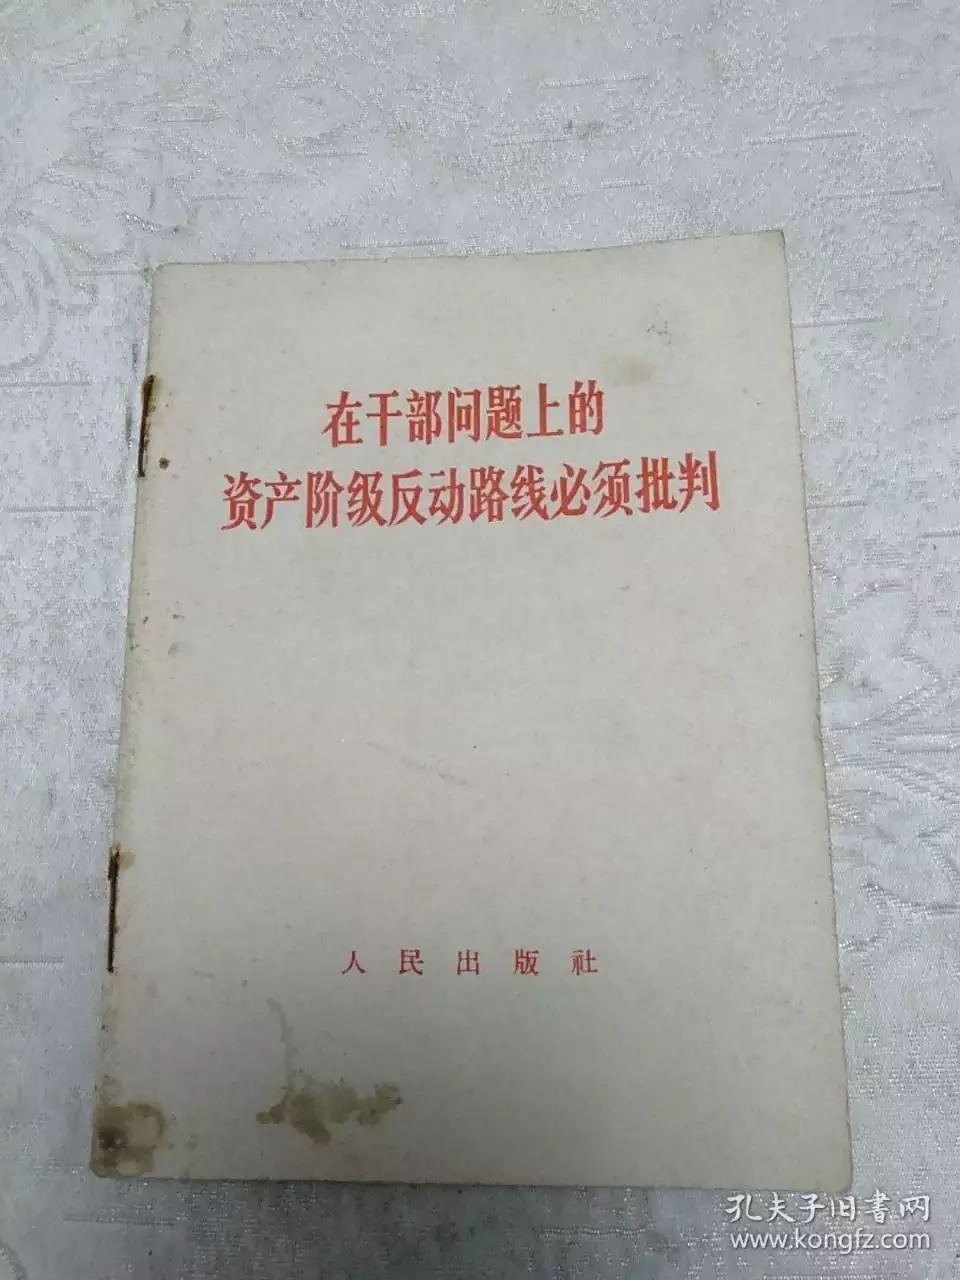 在干部问题上的
资产阶级反动路线必须批判
人民出版社
孔夫子旧书网
www.kongfz.com